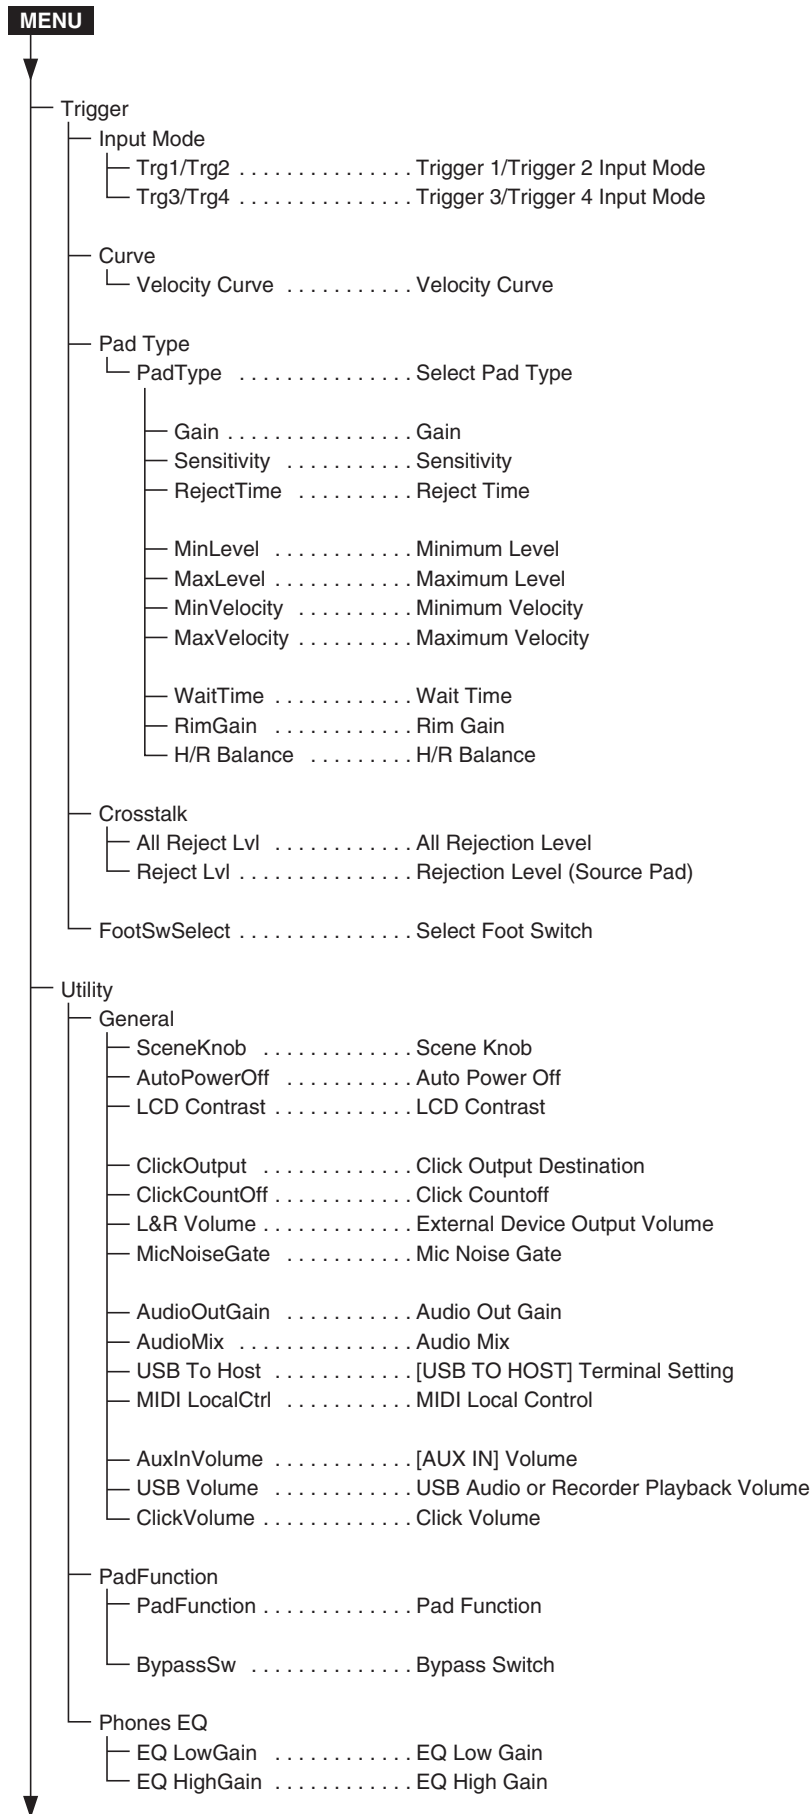 MENU
Trigger
Input Mode
Trg1/Trg2 . . . . . . . . . . . . . . . Trigger 1/Trigger 2 Input Mode
Trg3/Trg4 . . . . . . . . . . . . . . . Trigger 3/Trigger 4 Input Mode
Curve
Velocity Curve . . . . . . . . . . . Velocity Curve
Pad Type
PadType . . . . . . . . . . . . . . . Select Pad Type
Gain . . . . . . . . . . . . . . . . Gain
Sensitivity . . . . . . . . . . . Sensitivity
RejectTime . . . . . . . . . . Reject Time
MinLevel . . . . . . . . . . . . Minimum Level
MaxLevel . . . . . . . . . . . . Maximum Level
MinVelocity . . . . . . . . . . Minimum Velocity
MaxVelocity . . . . . . . . . . Maximum Velocity
WaitTime . . . . . . . . . . . . Wait Time
RimGain . . . . . . . . . . . . Rim Gain
H/R Balance . . . . . . . . . H/R Balance
Crosstalk
All Reject Lvl . . . . . . . . . . . . All Rejection Level
Reject Lvl . . . . . . . . . . . . . . . Rejection Level (Source Pad)
FootSwSelect . . . . . . . . . . . . . . . Select Foot Switch
Utility
General
SceneKnob . . . . . . . . . . . . . Scene Knob
AutoPowerOff . . . . . . . . . . . Auto Power Off
LCD Contrast . . . . . . . . . . . . LCD Contrast
ClickOutput . . . . . . . . . . . . . Click Output Destination
ClickCountOff . . . . . . . . . . . . Click Countoff
L&R Volume . . . . . . . . . . . . . External Device Output Volume
MicNoiseGate . . . . . . . . . . . Mic Noise Gate
AudioOutGain . . . . . . . . . . . Audio Out Gain
AudioMix . . . . . . . . . . . . . . . Audio Mix
USB To Host . . . . . . . . . . . . [USB TO HOST] Terminal Setting
MIDI LocalCtrl . . . . . . . . . . . MIDI Local Control
AuxInVolume . . . . . . . . . . . . [AUX IN] Volume
USB Volume . . . . . . . . . . . . USB Audio or Recorder Playback Volume
ClickVolume . . . . . . . . . . . . . Click Volume
PadFunction
PadFunction . . . . . . . . . . . . . Pad Function
BypassSw . . . . . . . . . . . . . . Bypass Switch
Phones EQ
EQ LowGain . . . . . . . . . . . . EQ Low Gain
EQ HighGain . . . . . . . . . . . . EQ High Gain